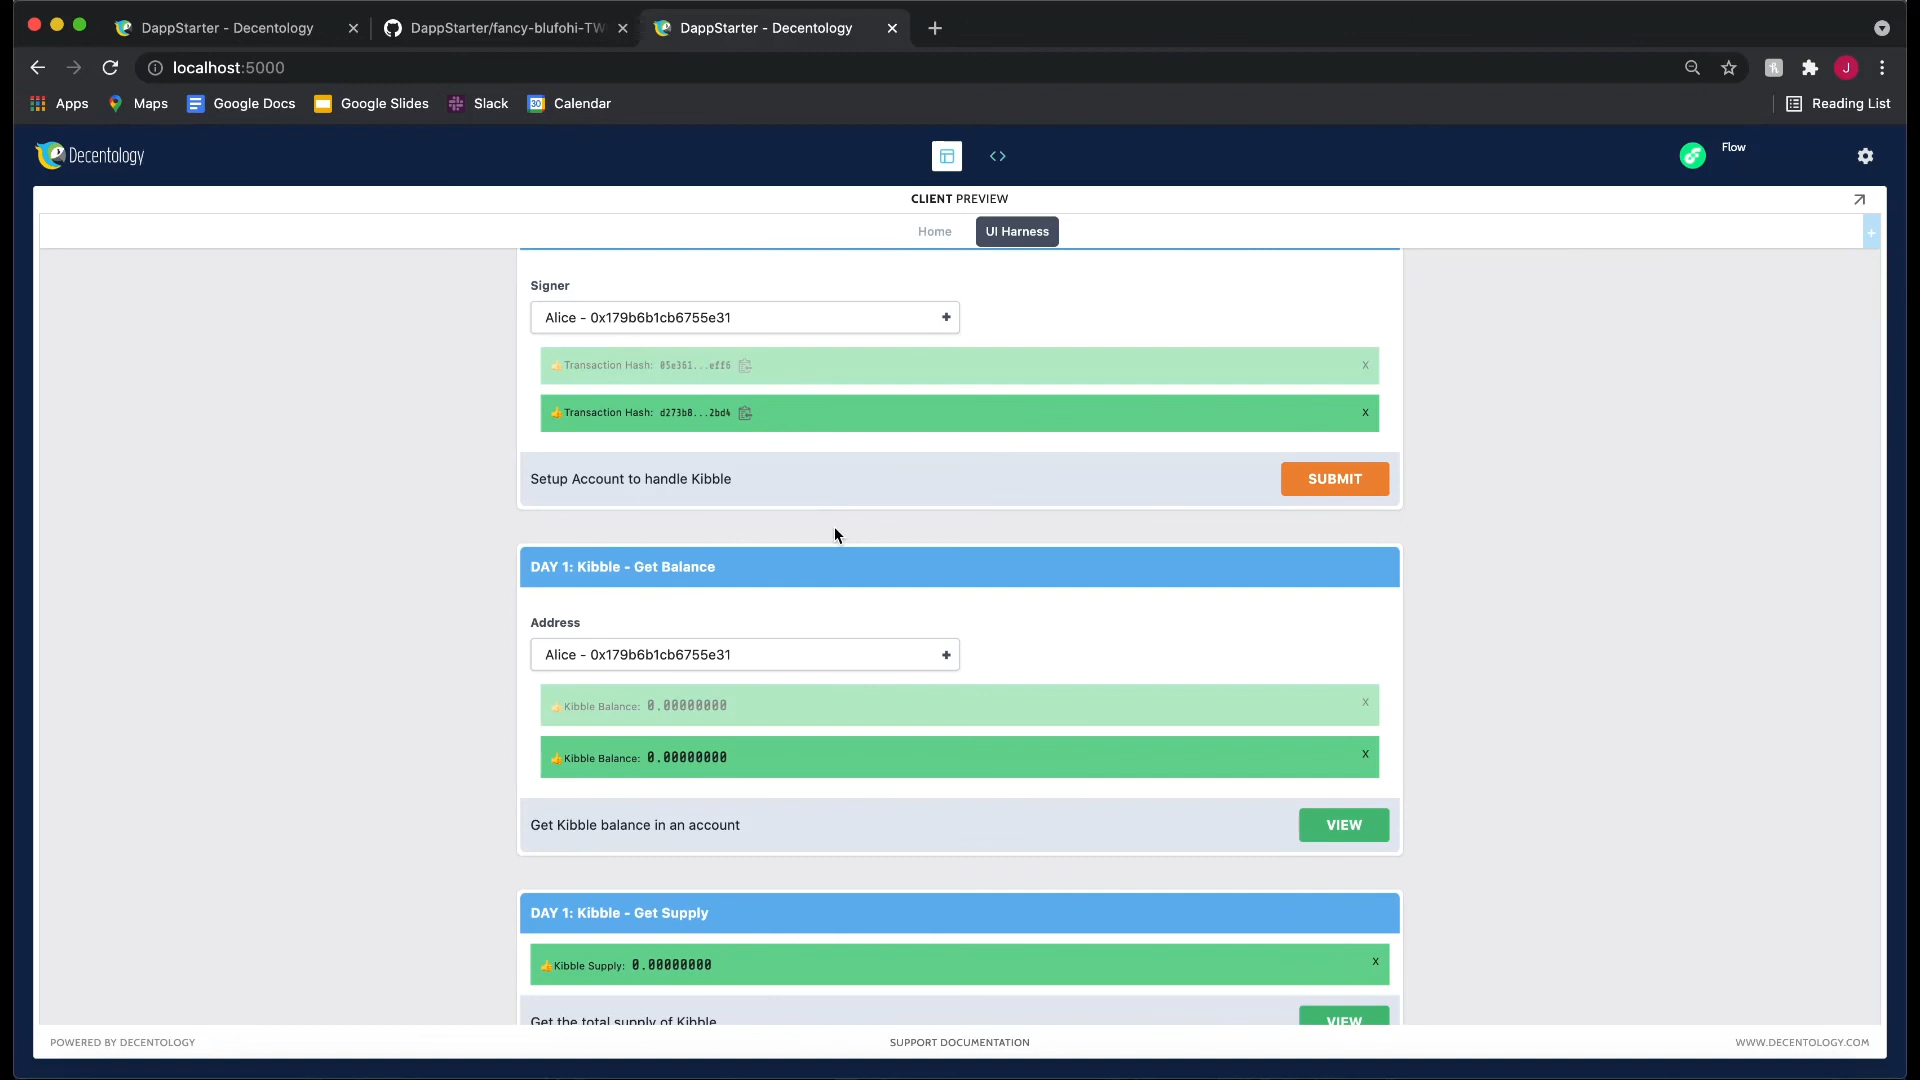 DappStarter - Decentology
DappStarter/fancy-blufohi-TW
DappStarter - Decentology
localhost:5000
J
Apps
Maps
Google Docs
Google Slides
Slack
30
Calendar
Reading List
Decentology
Flow
CLIENT PREVIEW
Home
UI Harness
+
Signer
Alice - 0x179b6b1cb6755e31
Transaction Hash: 05e361...eff6
X
Transaction Hash: d273b8...2bd4
X
Setup Account to handle Kibble
SUBMIT
DAY 1: Kibble - Get Balance
Address
Alice - 0x179b6b1cb6755e31
Kibble Balance: 0.00000000
X
Kibble Balance: 0.00000000
X
Get Kibble balance in an account
VIEW
DAY 1: Kibble - Get Supply
Kibble Supply: 0.00000000
X
Get the total supply of Kibble
VIEW
POWERED BY DECENTOLOGY
SUPPORT DOCUMENTATION
WWW.DECENTOLOGY.COM